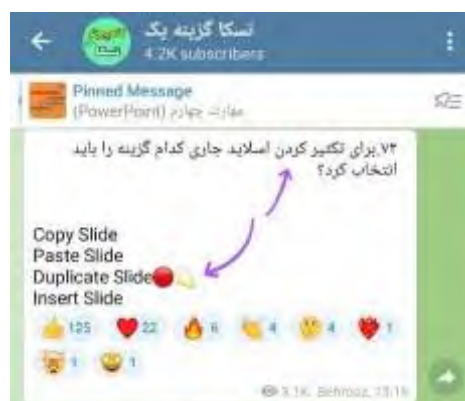 تسکا گزینه یک
4.2K subscribers
Pinned Message
مهارت چهارم (PowerPoint)
۷۳.برای تکثیر کردن اسلاید جاری کدام گزینه را باید
انتخاب کرد؟
Copy Slide
Paste Slide
Duplicate Slide
Insert Slide
125 22 6 4 4 1
1 1
3.1K Behrooz, 13:19